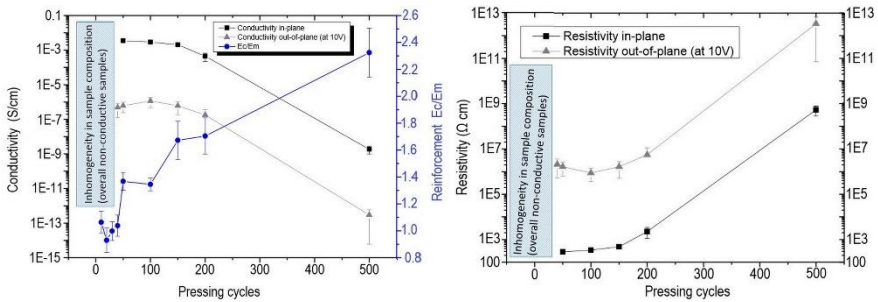 0.1
1E-3
1E-5
1E-7
1E-9
1E-11
1E-13
1E-15
Conductivity (S/cm)
Inhomogeneity in sample composition
(overall non-conductive samples)
Conductivity in-plane
Conductivity out-of-plane (at 10V)
Ec/Em
2.6
2.4
2.2
2.0
1.8
1.6
1.4
1.2
1.0
0.8
Reinforcement Ec/Em
0 100 200 300 400 500
Pressing cycles
1E13
1E11
1E9
1E7
1E5
1E3
100
Resistivity (Ω cm)
Inhomogeneity in sample composition
(overall non-conductive samples)
Resistivity in-plane
Resistivity out-of-plane (at 10V)
1E13
1E11
1E9
1E7
1E5
1E3
100
0 100 200 300 400 500
Pressing cycles